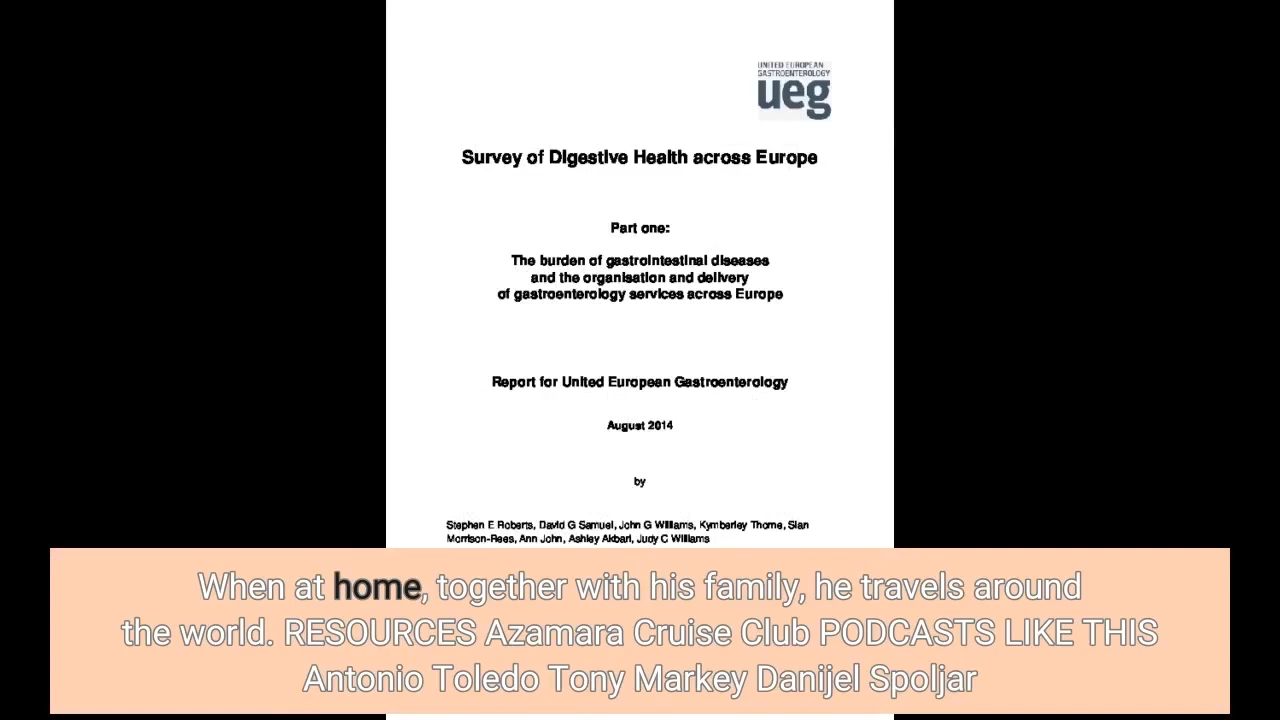 UNITED EUROPEAN
GASTROENTEROLOGY
ueg
Survey of Digestive Health across Europe
Part one:
The burden of gastrointestinal diseases
and the organisation and delivery
of gastroenterology services across Europe
Report for United European Gastroenterology
August 2014
by
Stephen E Roberts, David G Samuel, John G Williams, Kymberley Thorne, Sian
Morrison-Rees, Ann John, Ashley Akbari, Judy C Williams
When at home, together with his family, he travels around
the world. RESOURCES Azamara Cruise Club PODCASTS LIKE THIS
Antonio Toledo Tony Markey Danijel Spoljar